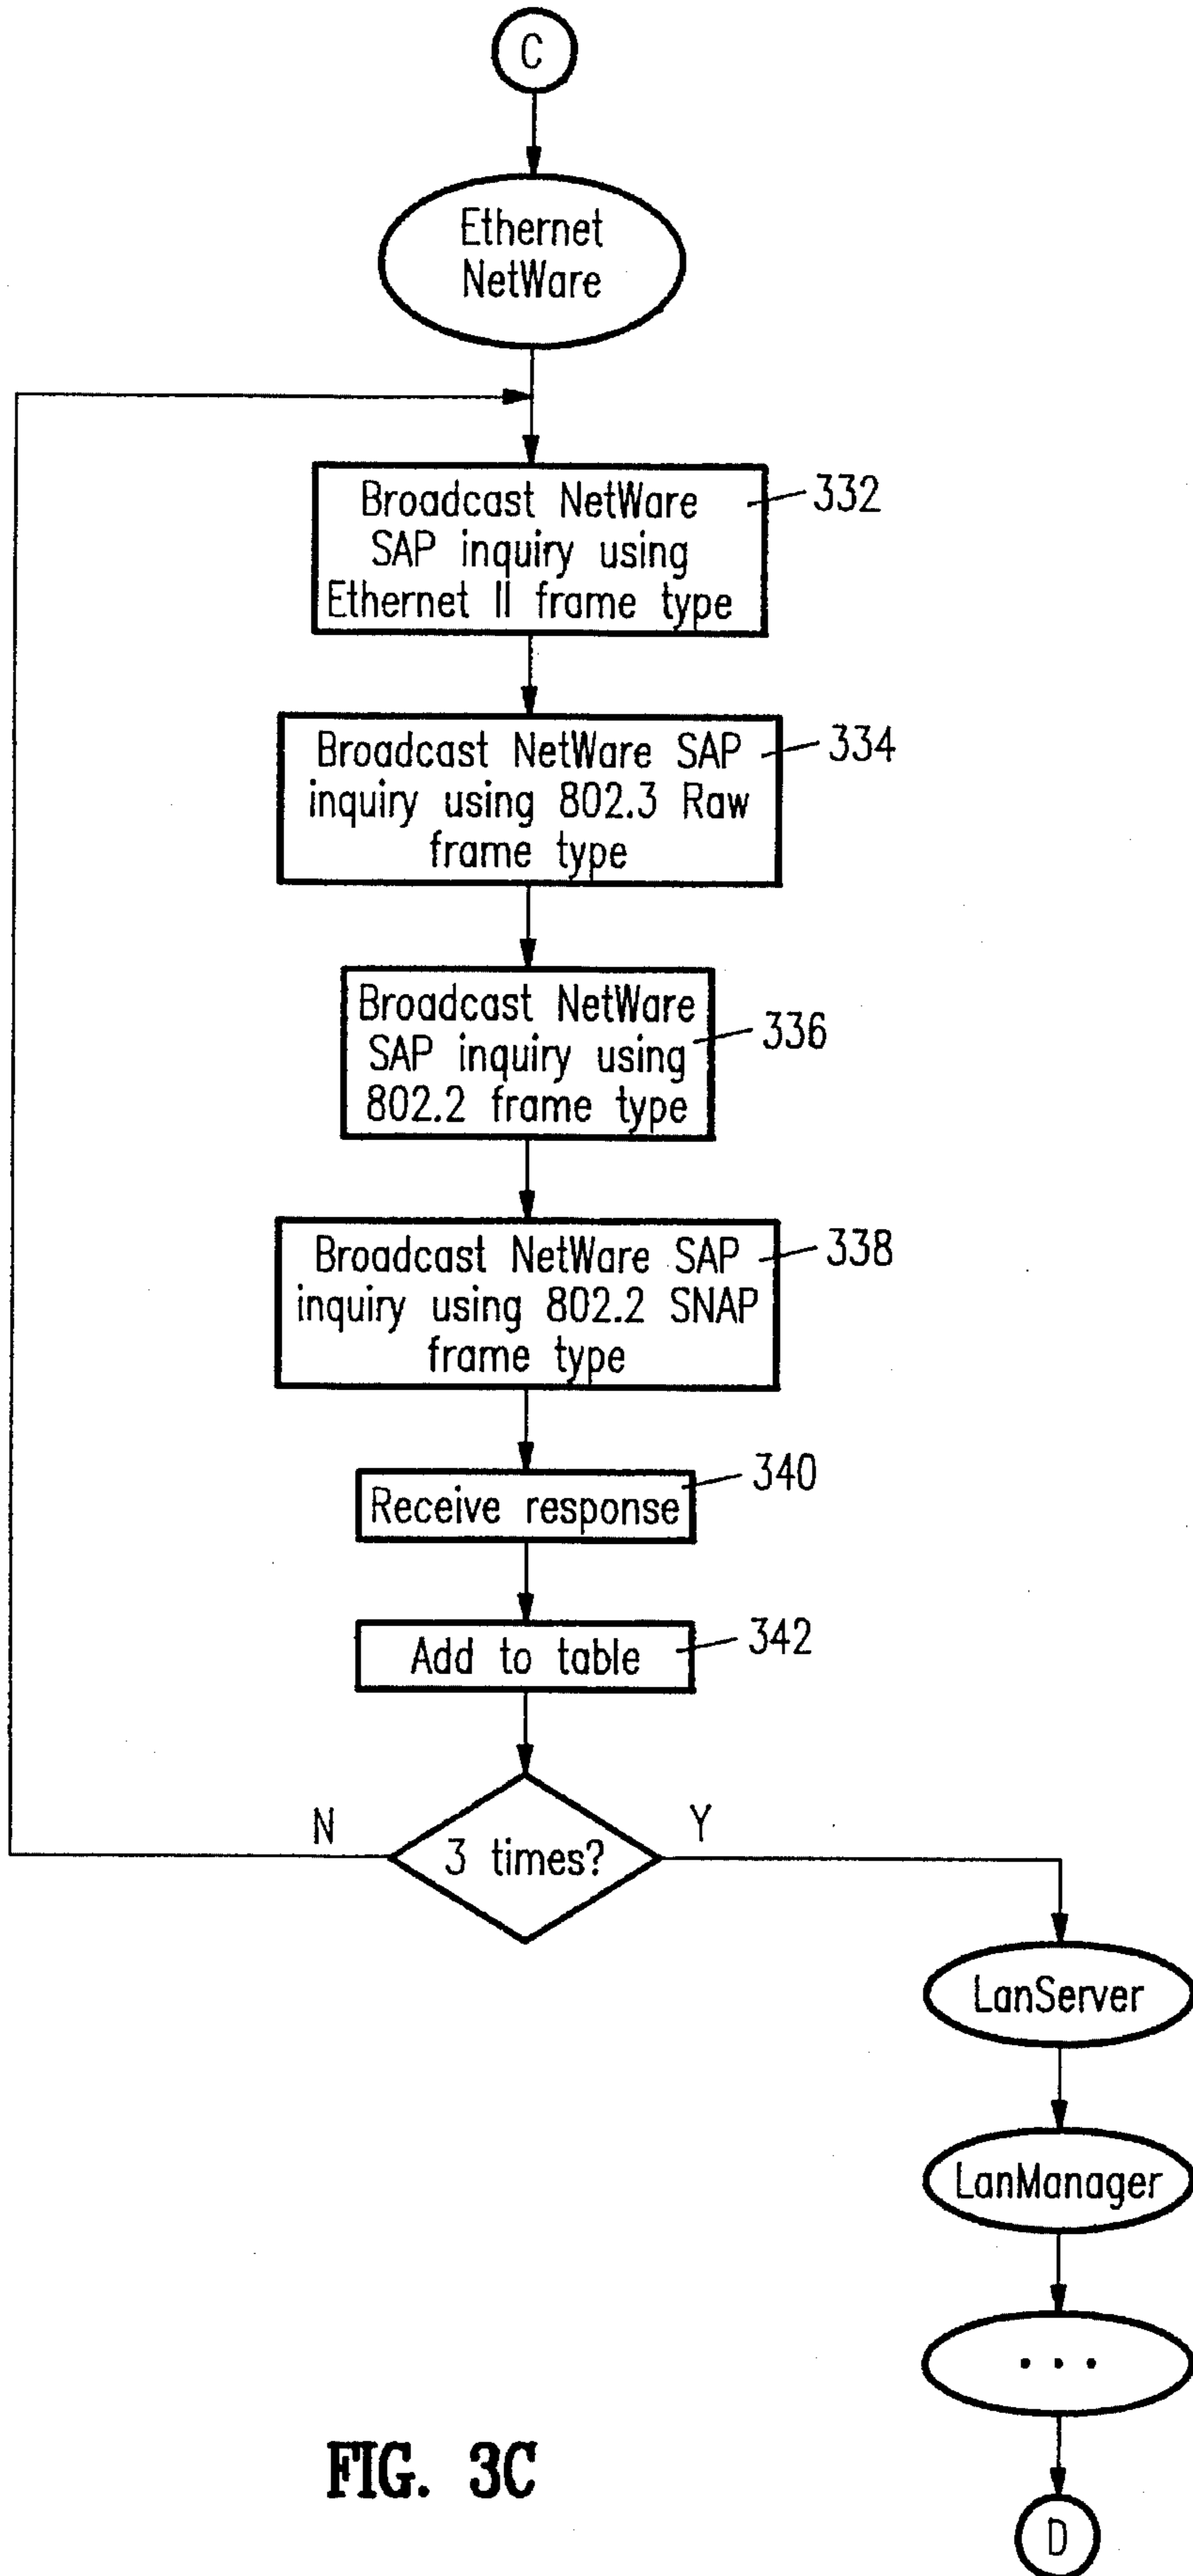 C
Ethernet
NetWare
Broadcast NetWare
SAP inquiry using
Ethernet II frame type
332
Broadcast NetWare SAP
inquiry using 802.3 Raw
frame type
334
Broadcast NetWare
SAP inquiry using
802.2 frame type
336
Broadcast NetWare SAP
inquiry using 802.2 SNAP
frame type
338
Receive response
340
Add to table
342
3 times?
N
Y
LanServer
LanManager
• • •
D
FIG. 3C